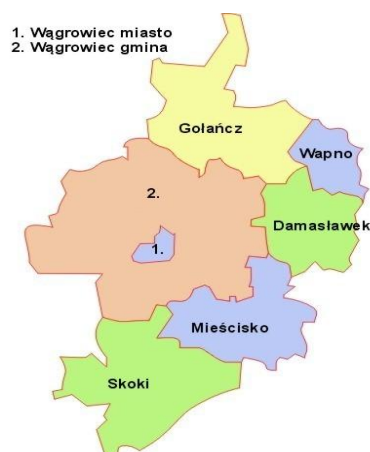 1. Wągrowiec miasto
2. Wągrowiec gmina
Gołańcz
Wapno
2.
Damasławek
1.
Mieścisko
Skoki